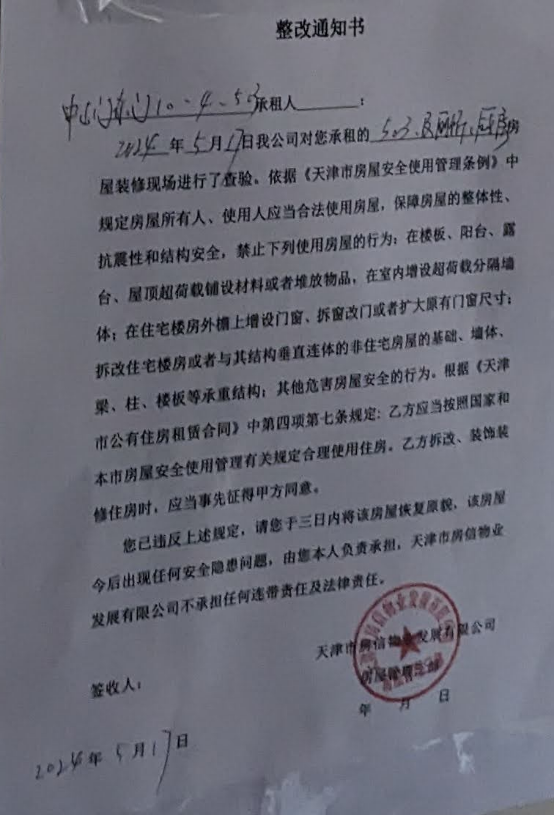 整改通知书
10-4-503承租人：
2024年5月17日我公司对您承租的503、厕所、厨房房
屋装修现场进行了查验。依据《天津市房屋安全使用管理条例》中
规定房屋所有人、使用人应当合法使用房屋，保障房屋的整体性、
抗震性和结构安全，禁止下列使用房屋的行为：在楼板、阳台、露
台、屋顶超荷载铺设材料或者堆放物品，在室内增设超荷载分隔墙
体；在住宅楼房外檐上增设门窗、拆窗改门或者扩大原有门窗尺寸；
拆改住宅楼房或者与其结构垂直连体的非住宅房屋的基础、墙体、
梁、柱、楼板等承重结构；其他危害房屋安全的行为。根据《天津
市公有住房租赁合同》中第四项第七条规定：乙方应当按照国家和
本市房屋安全使用管理有关规定合理使用住房。乙方拆改、装饰装
修住房时，应当事先征得甲方同意。
您已违反上述规定，请您于三日内将该房屋恢复原貌，该房屋
今后出现任何安全隐患问题，由您本人负责承担，天津市房信物业
发展有限公司不承担任何连带责任及法律责任。
天津市房信物业发展有限公司
房屋管理
年 月 日
签收人：
2024年5月17日